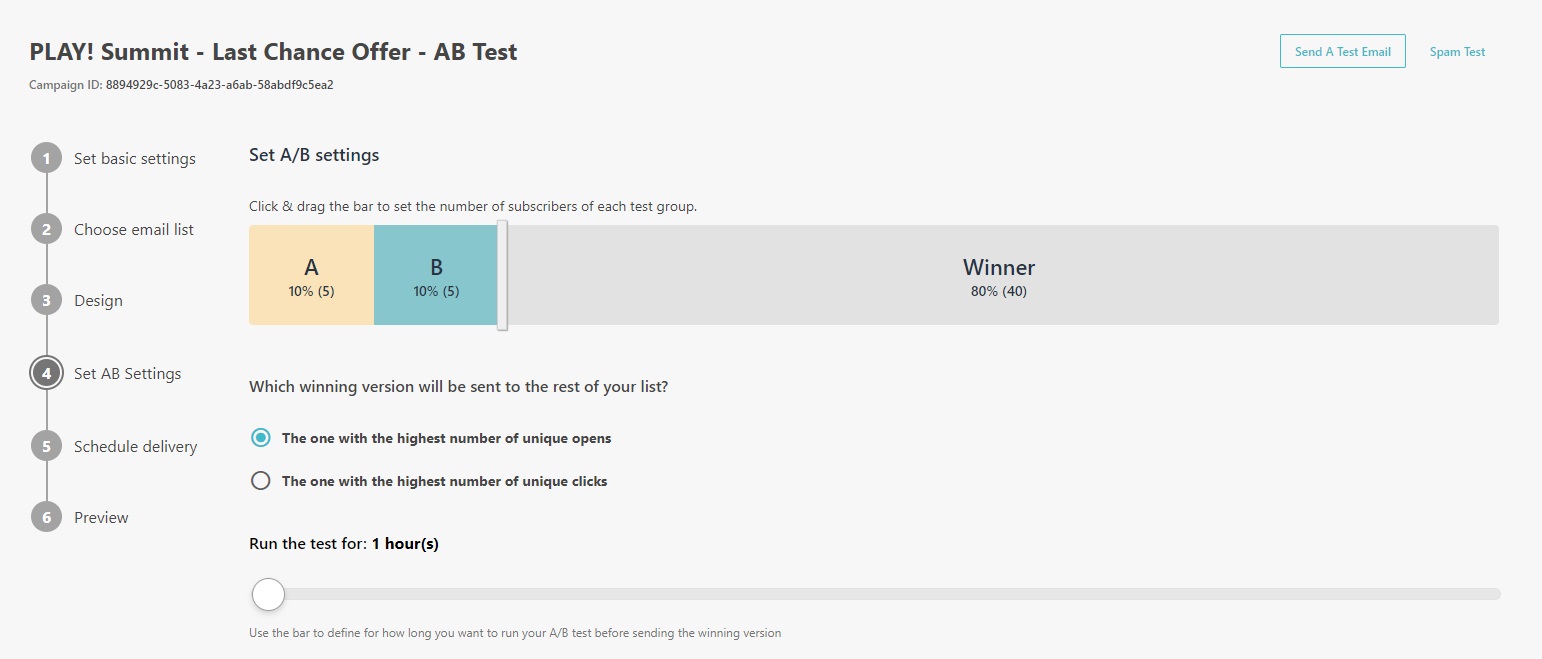 PLAY! Summit - Last Chance Offer - AB Test
Send A Test Email
Spam Test
Campaign ID: 8894929c-5083-4a23-a6ab-58abdf9c5ea2
1 Set basic settings
2 Choose email list
3 Design
4 Set AB Settings
5 Schedule delivery
6 Preview
Set A/B settings
Click & drag the bar to set the number of subscribers of each test group.
A
10% (5)
B
10% (5)
Winner
80% (40)
Which winning version will be sent to the rest of your list?
The one with the highest number of unique opens
The one with the highest number of unique clicks
Run the test for: 1 hour(s)
Use the bar to define for how long you want to run your A/B test before sending the winning version